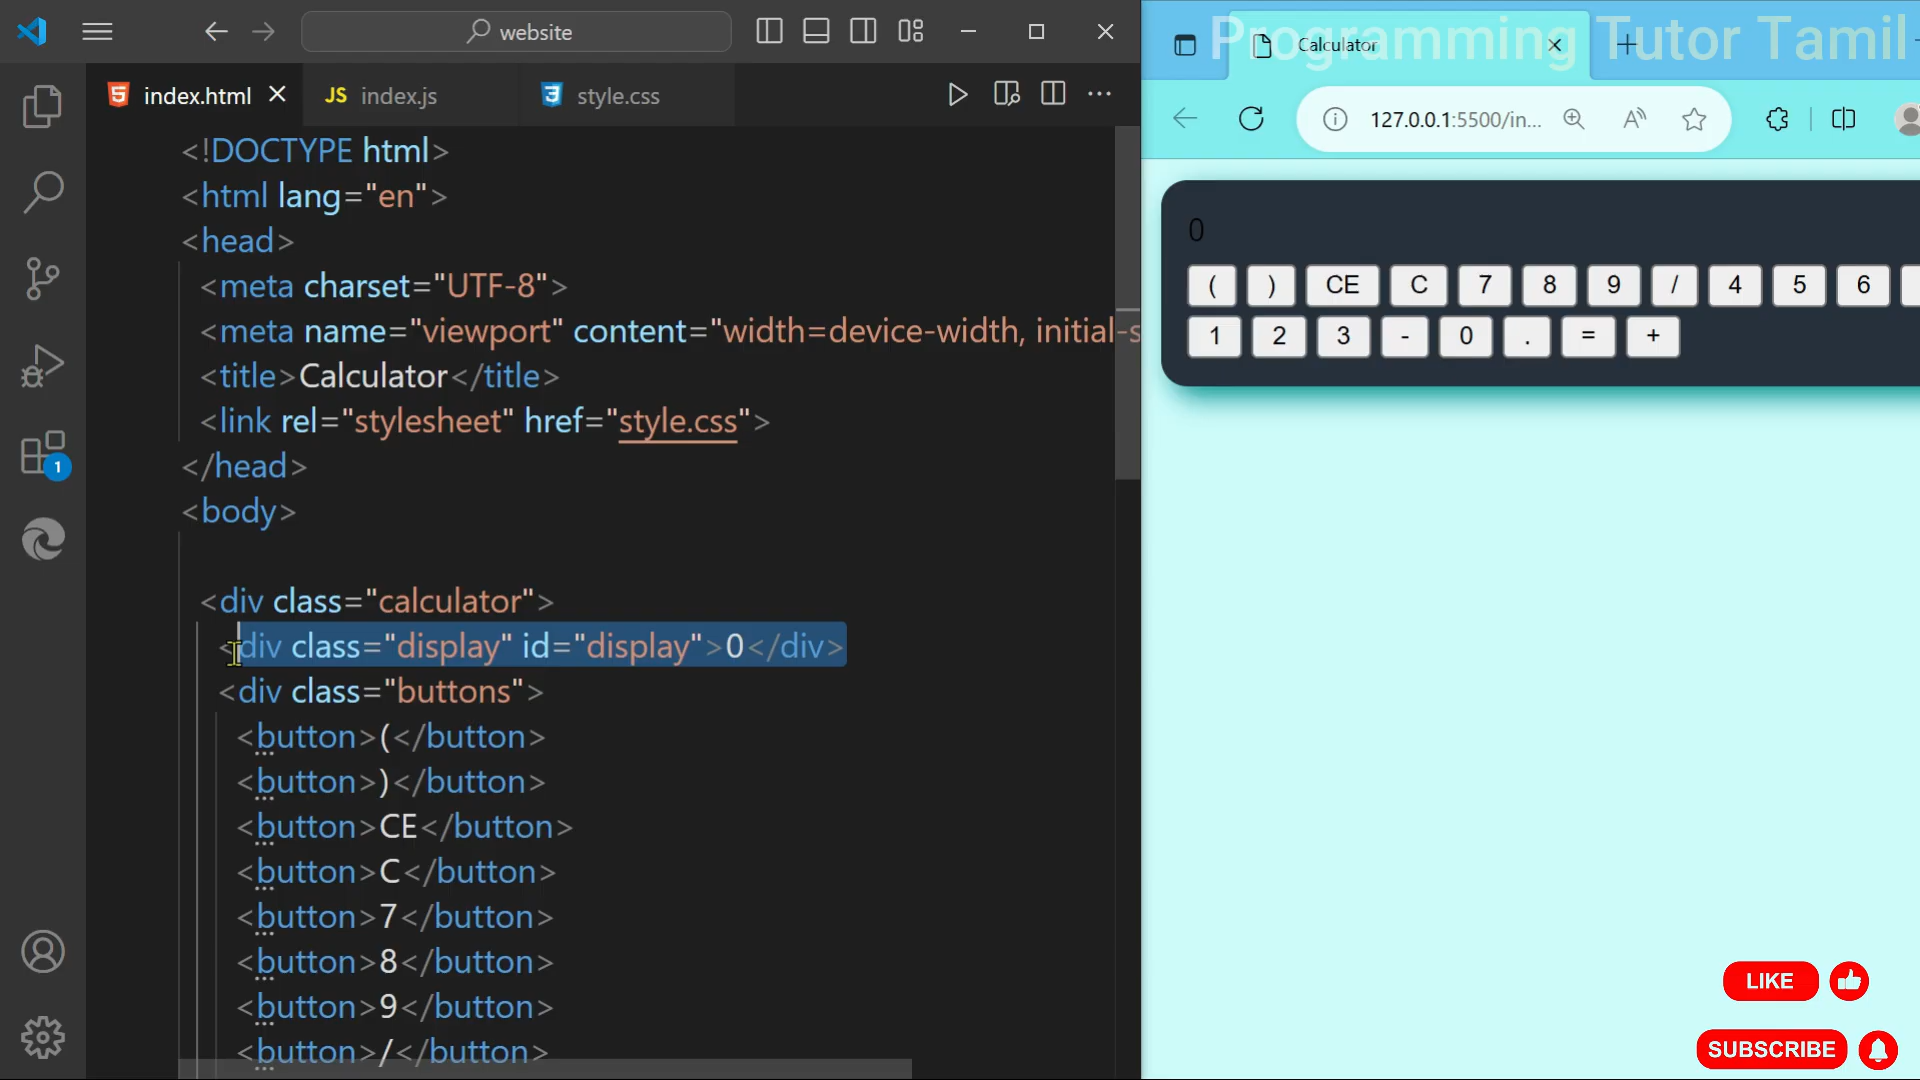 website
index.html
JS index.js
style.css
<!DOCTYPE html>
<html lang="en">
<head>
<meta charset="UTF-8">
<meta name="viewport" content="width=device-width, initial-s
<title>Calculator</title>
<link rel="stylesheet" href="style.css">
</head>
<body>
<div class="calculator">
<div class="display" id="display">0</div>
<div class="buttons">
<button>(</button>
<button>)</button>
<button>CE</button>
<button>C</button>
<button>7</button>
<button>8</button>
<button>9</button>
<button>/</button>
1
Programming Tutor Tamil
Calculator
127.0.0.1:5500/in...
0
( ) CE C 7 8 9 / 4 5 6
1 2 3 - 0 . = +
LIKE
SUBSCRIBE